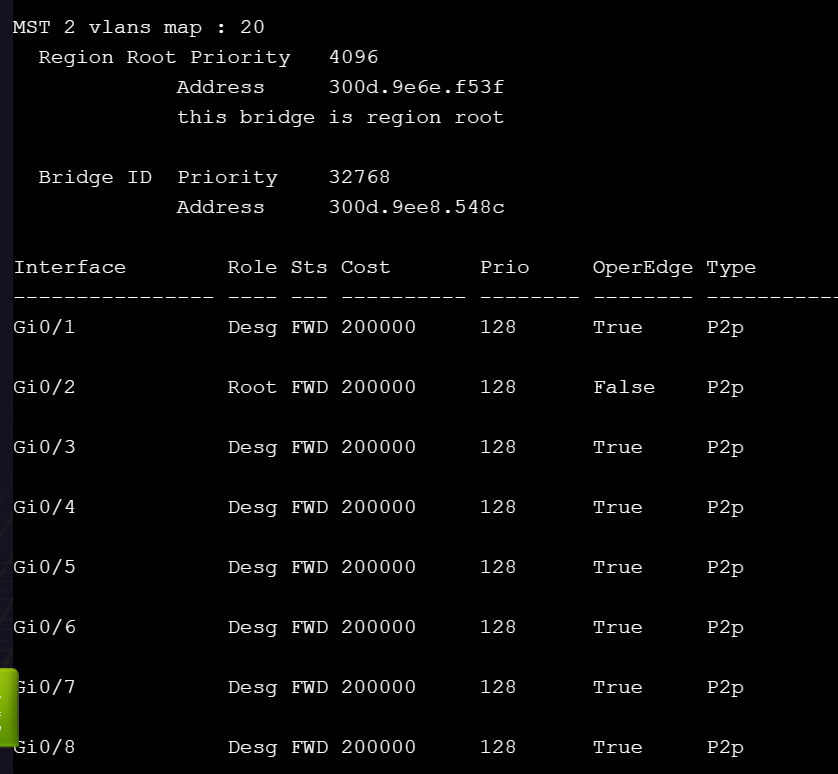 MST 2 vlans map : 20
Region Root Priority 4096
Address 300d.9e6e.f53f
this bridge is region root
Bridge ID Priority 32768
Address 300d.9ee8.548c
Interface Role Sts Cost Prio OperEdge Type
---------------- ---- --- ---------- -------- -------- -----------
Gi0/1 Desg FWD 200000 128 True P2p
Gi0/2 Root FWD 200000 128 False P2p
Gi0/3 Desg FWD 200000 128 True P2p
Gi0/4 Desg FWD 200000 128 True P2p
Gi0/5 Desg FWD 200000 128 True P2p
Gi0/6 Desg FWD 200000 128 True P2p
Gi0/7 Desg FWD 200000 128 True P2p
Gi0/8 Desg FWD 200000 128 True P2p